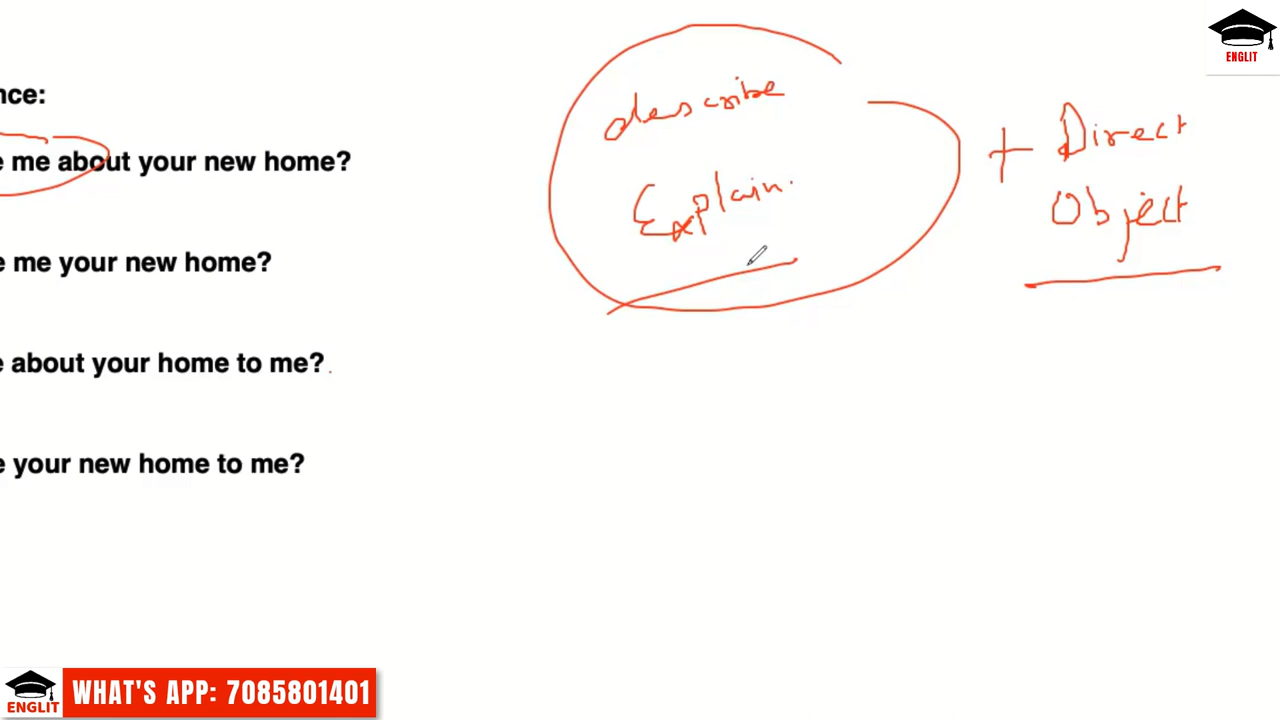 ENGLIT
nce:
e me about your new home?
e me your new home?
e about your home to me?.
e your new home to me?
describe
Explain.
+ Direct
Object
ENGLIT
WHAT'S APP: 7085801401